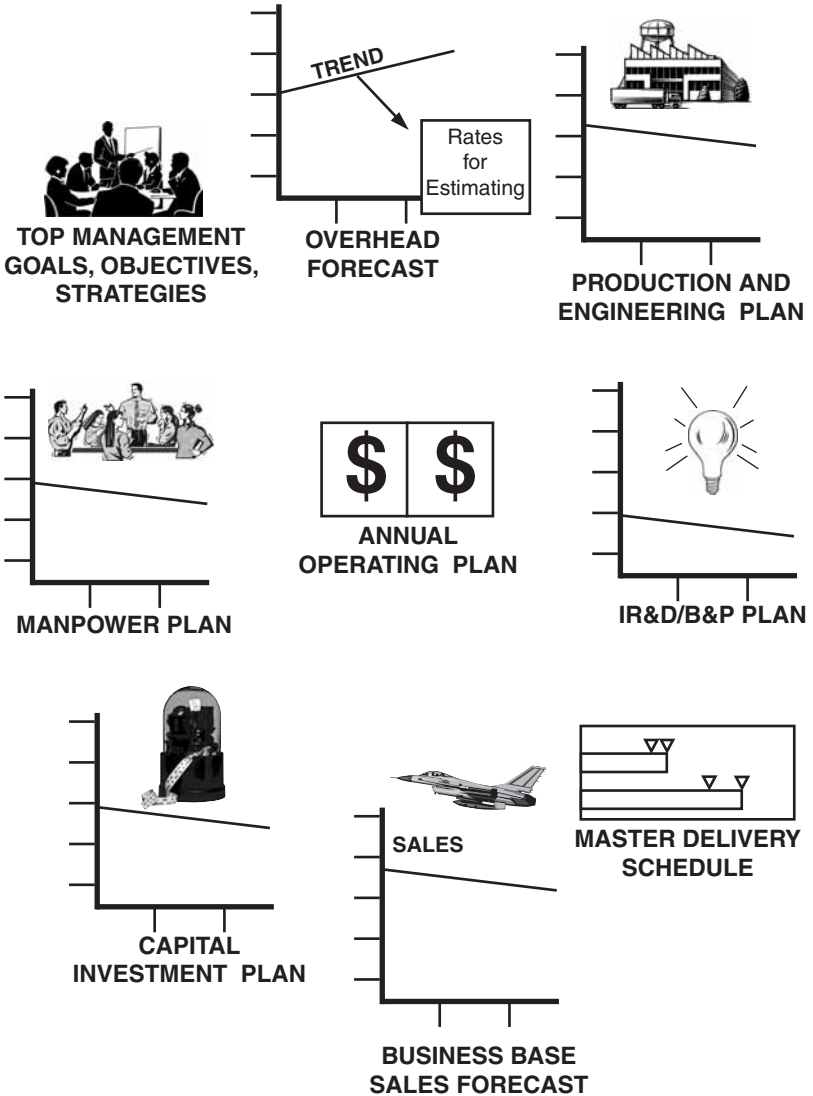 TREND
Rates
for
Estimating
TOP MANAGEMENT
GOALS, OBJECTIVES,
STRATEGIES
OVERHEAD
FORECAST
PRODUCTION AND
ENGINEERING PLAN
MANPOWER PLAN
$ $
ANNUAL
OPERATING PLAN
IR&D/B&P PLAN
CAPITAL
INVESTMENT PLAN
SALES
BUSINESS BASE
SALES FORECAST
MASTER DELIVERY
SCHEDULE